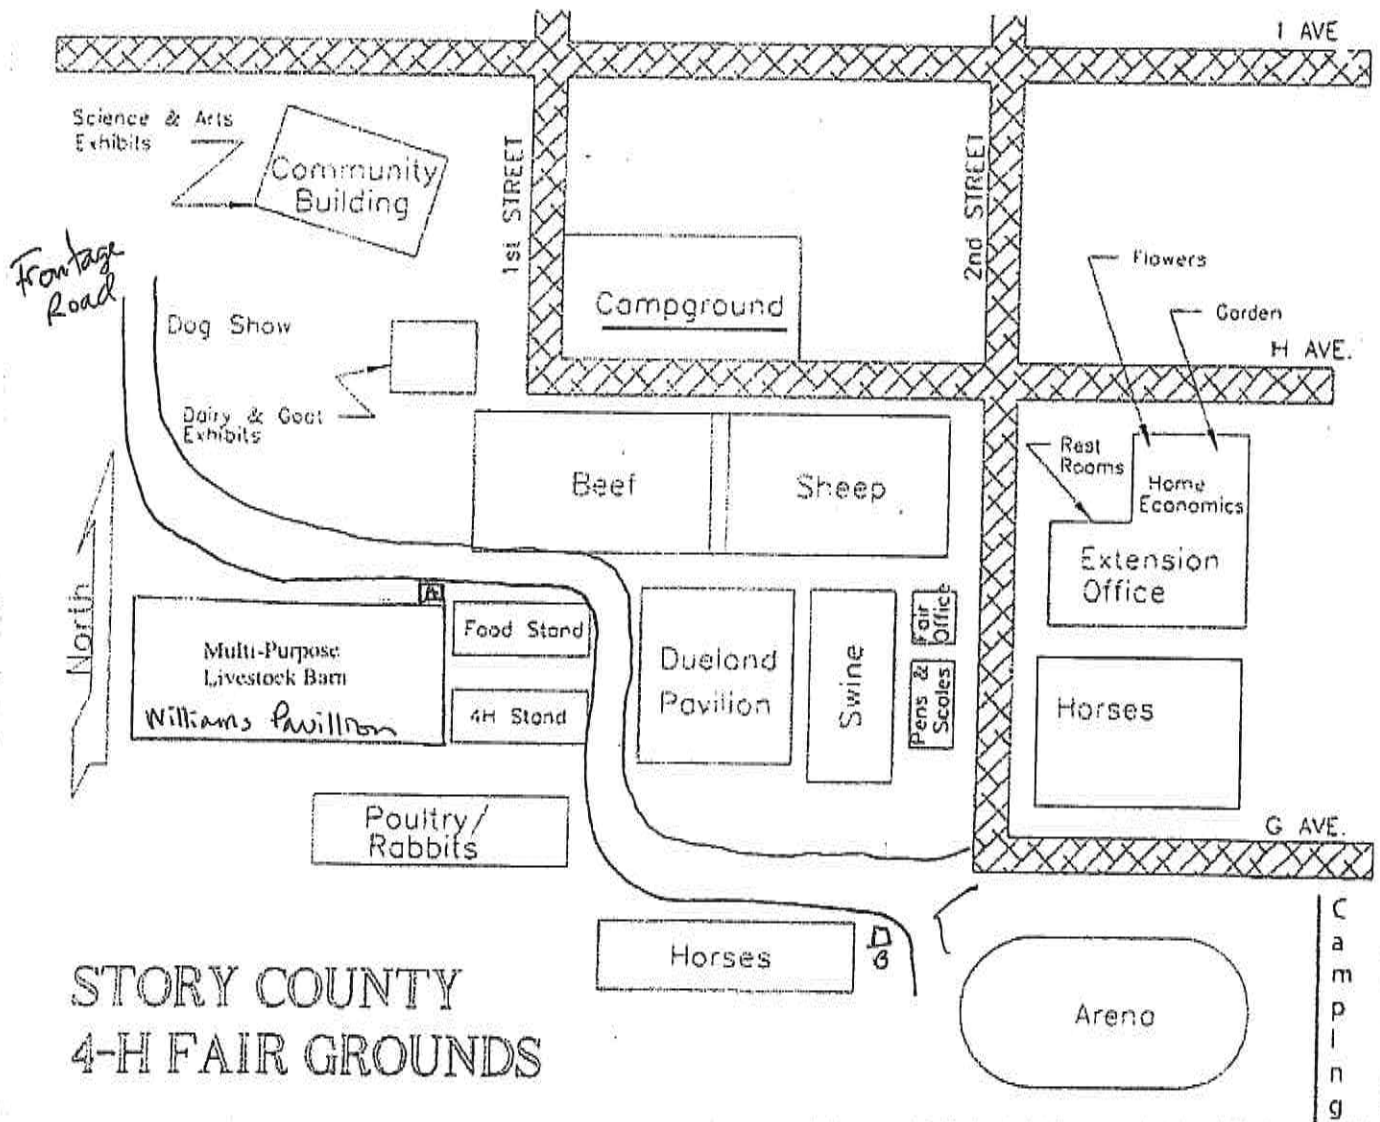 I AVE
Science & Arts
Exhibits
Community
Building
1st STREET
2nd STREET
Frontage
Road
Flowers
Garden
Campground
Dog Show
H AVE.
Dairy & Goat
Exhibits
Beef
Sheep
Rest
Rooms
Home
Economics
Extension
Office
North
A
Food Stand
Multi-Purpose
Livestock Barn
Williams Pavillion
4H Stand
Dueland
Pavilion
Swine
Fair
Office
Pens &
Scales
Horses
Poultry/
Rabbits
G AVE.
Horses
B
Arena
Camping
STORY COUNTY
4-H FAIR GROUNDS